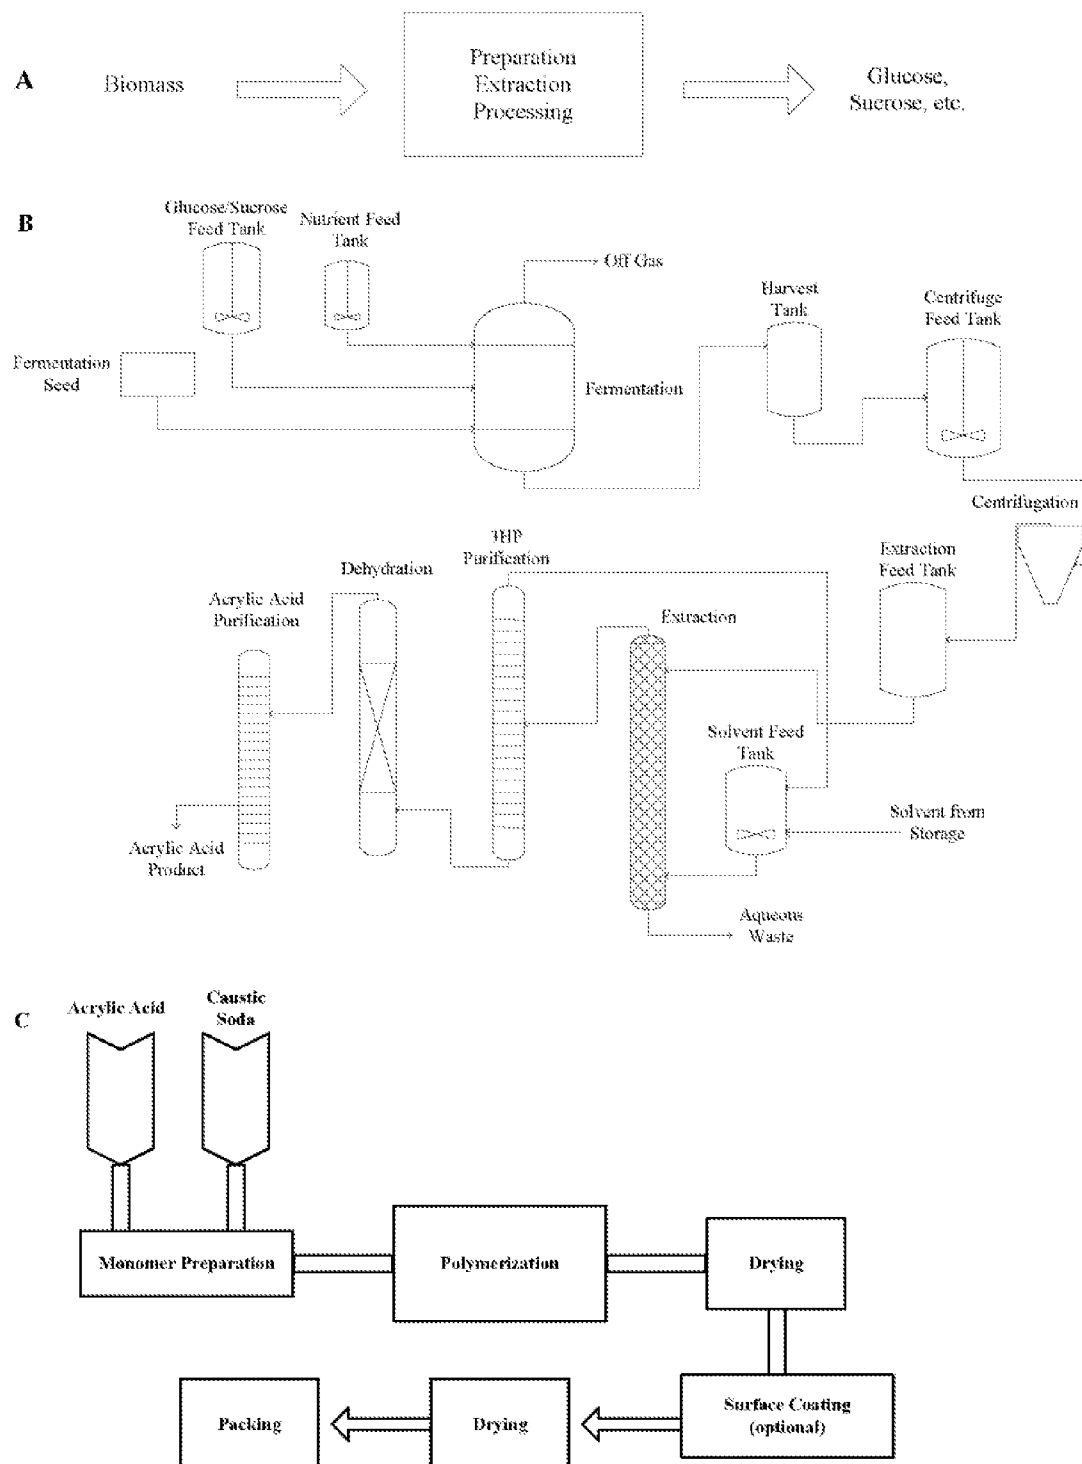 A
Biomass
Preparation
Extraction
Processing
Glucose,
Sucrose, etc.
B
Glucose/Sucrose
Feed Tank
Nutrient Feed
Tank
Off Gas
Harvest
Tank
Centrifuge
Feed Tank
Fermentation
Seed
Fermentation
Centrifugation
3HP
Purification
Extraction
Feed Tank
Dehydration
Acrylic Acid
Purification
Extraction
Solvent Feed
Tank
Solvent from
Storage
Acrylic Acid
Product
Aqueous
Waste
C
Acrylic Acid
Caustic
Soda
Monomer Preparation
Polymerization
Drying
Packing
Drying
Surface Coating
(optional)